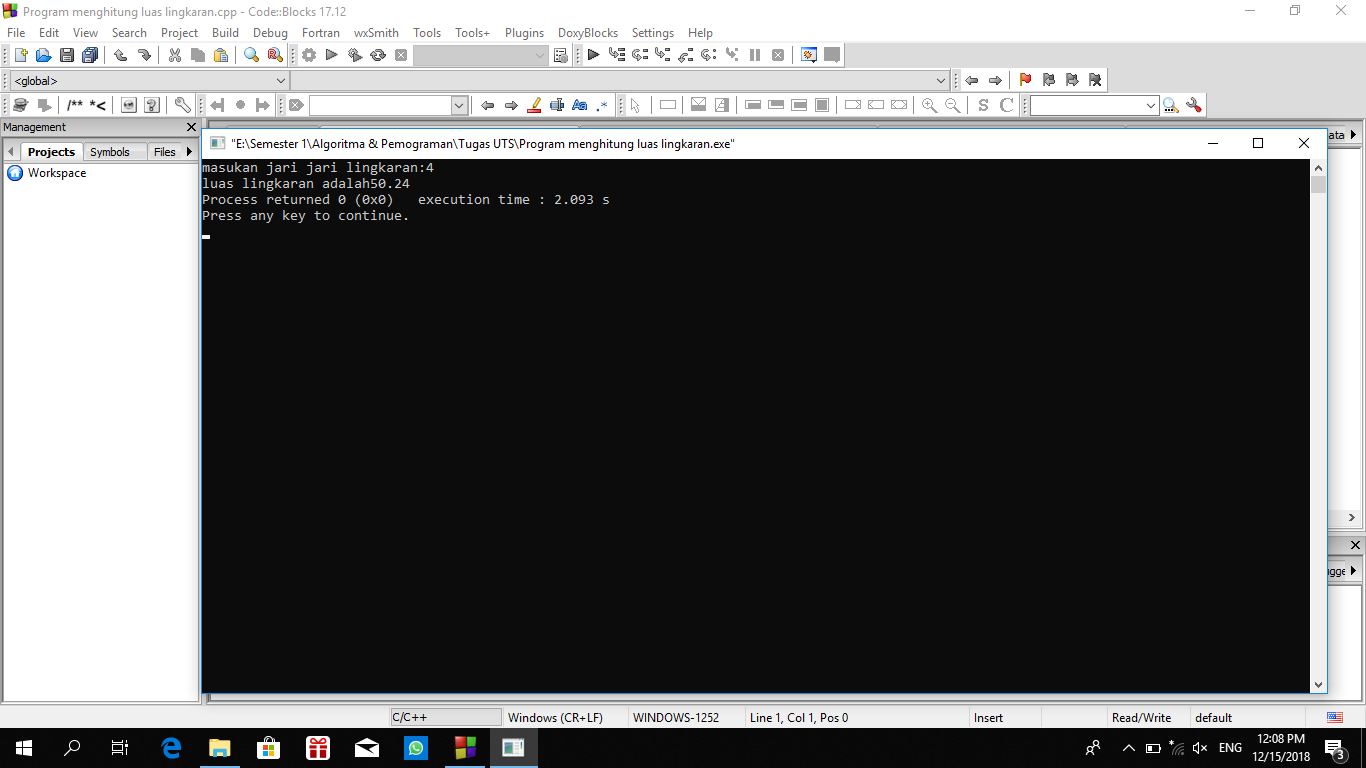 Program menghitung luas lingkaran.cpp - Code::Blocks 17.12
File Edit View Search Project Build Debug Fortran wxSmith Tools Tools+ Plugins DoxyBlocks Settings Help
<global>
/** *<
Aa .*
S C
Management
Projects Symbols Files
Workspace
"E:\Semester 1\Algoritma & Pemograman\Tugas UTS\Program menghitung luas lingkaran.exe"
masukan jari jari lingkaran:4
luas lingkaran adalah50.24
Process returned 0 (0x0)   execution time : 2.093 s
Press any key to continue.
C/C++ Windows (CR+LF) WINDOWS-1252 Line 1, Col 1, Pos 0 Insert Read/Write default
ENG 12:08 PM
12/15/2018 3